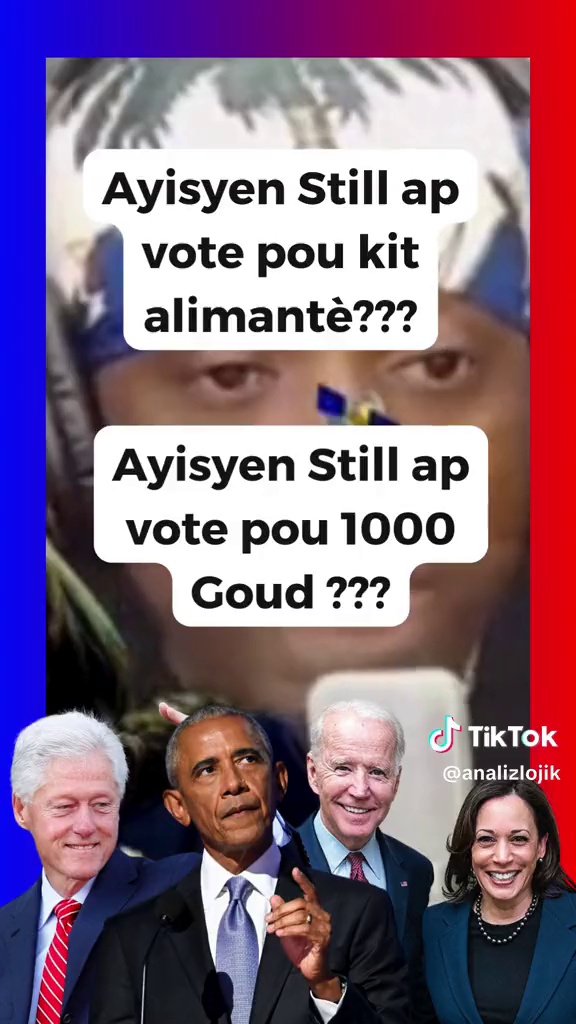 Ayisyen Still ap
vote pou kit
alimantè???
Ayisyen Still ap
vote pou 1000
Goud ???
TikTok
@analizlojik